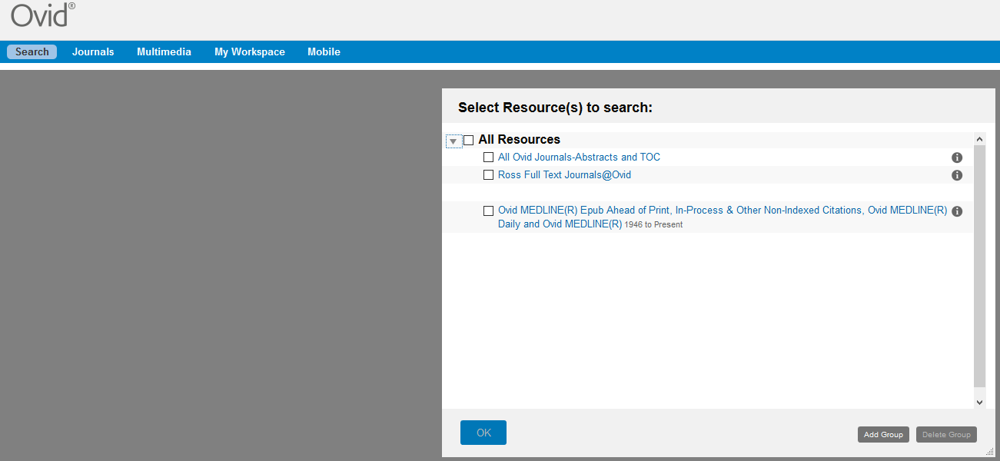 Ovid®
Search Journals Multimedia My Workspace Mobile
Select Resource(s) to search:
All Resources
All Ovid Journals-Abstracts and TOC
Ross Full Text Journals@Ovid
Ovid MEDLINE(R) Epub Ahead of Print, In-Process & Other Non-Indexed Citations, Ovid MEDLINE(R)
Daily and Ovid MEDLINE(R) 1946 to Present
OK Add Group Delete Group